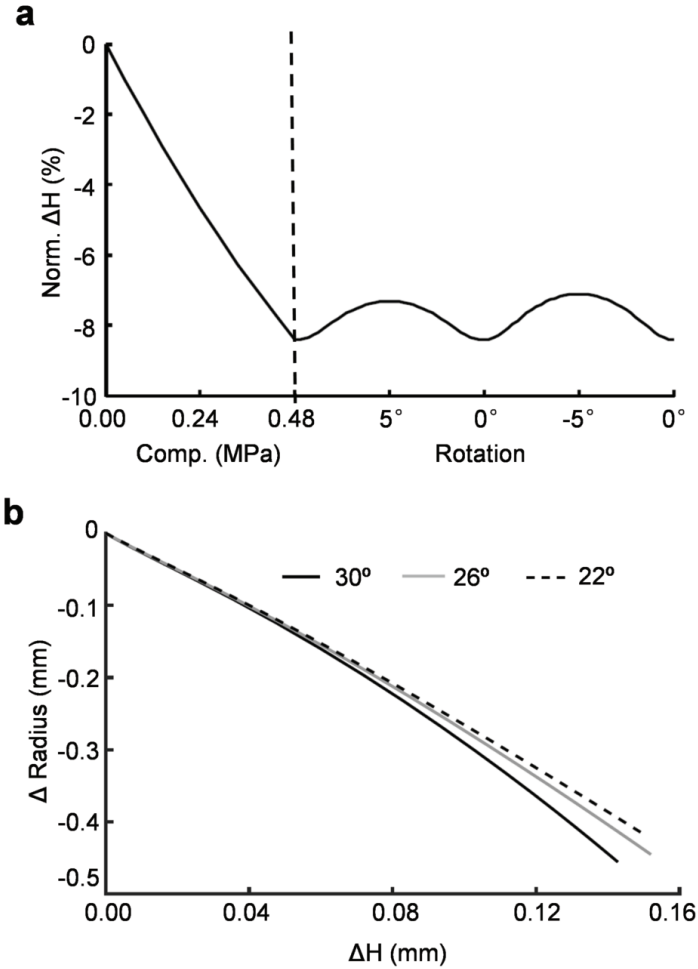 a
Norm. ΔH (%)
0
-2
-4
-6
-8
-10
0.00 0.24 0.48 5° 0° -5° 0°
Comp. (MPa) Rotation
b
Δ Radius (mm)
0
-0.1
-0.2
-0.3
-0.4
-0.5
30º 26º 22º
0.00 0.04 0.08 0.12 0.16
ΔH (mm)